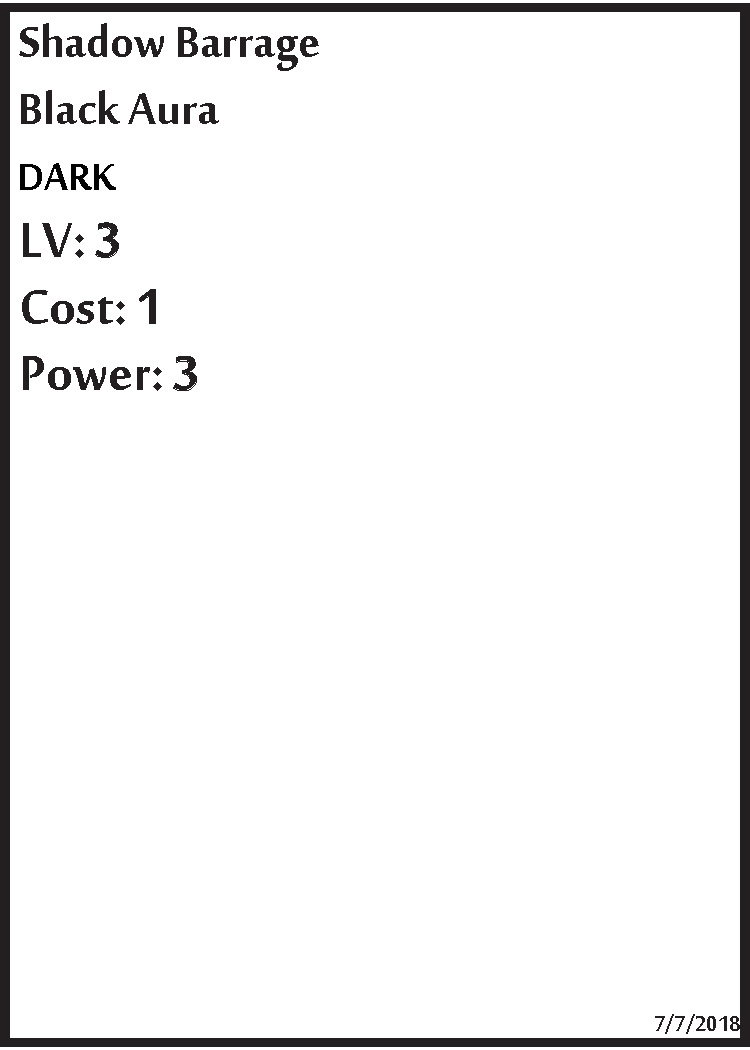 Shadow Barrage
Black Aura
DARK
LV: 3
Cost: 1
Power: 3
7/7/2018